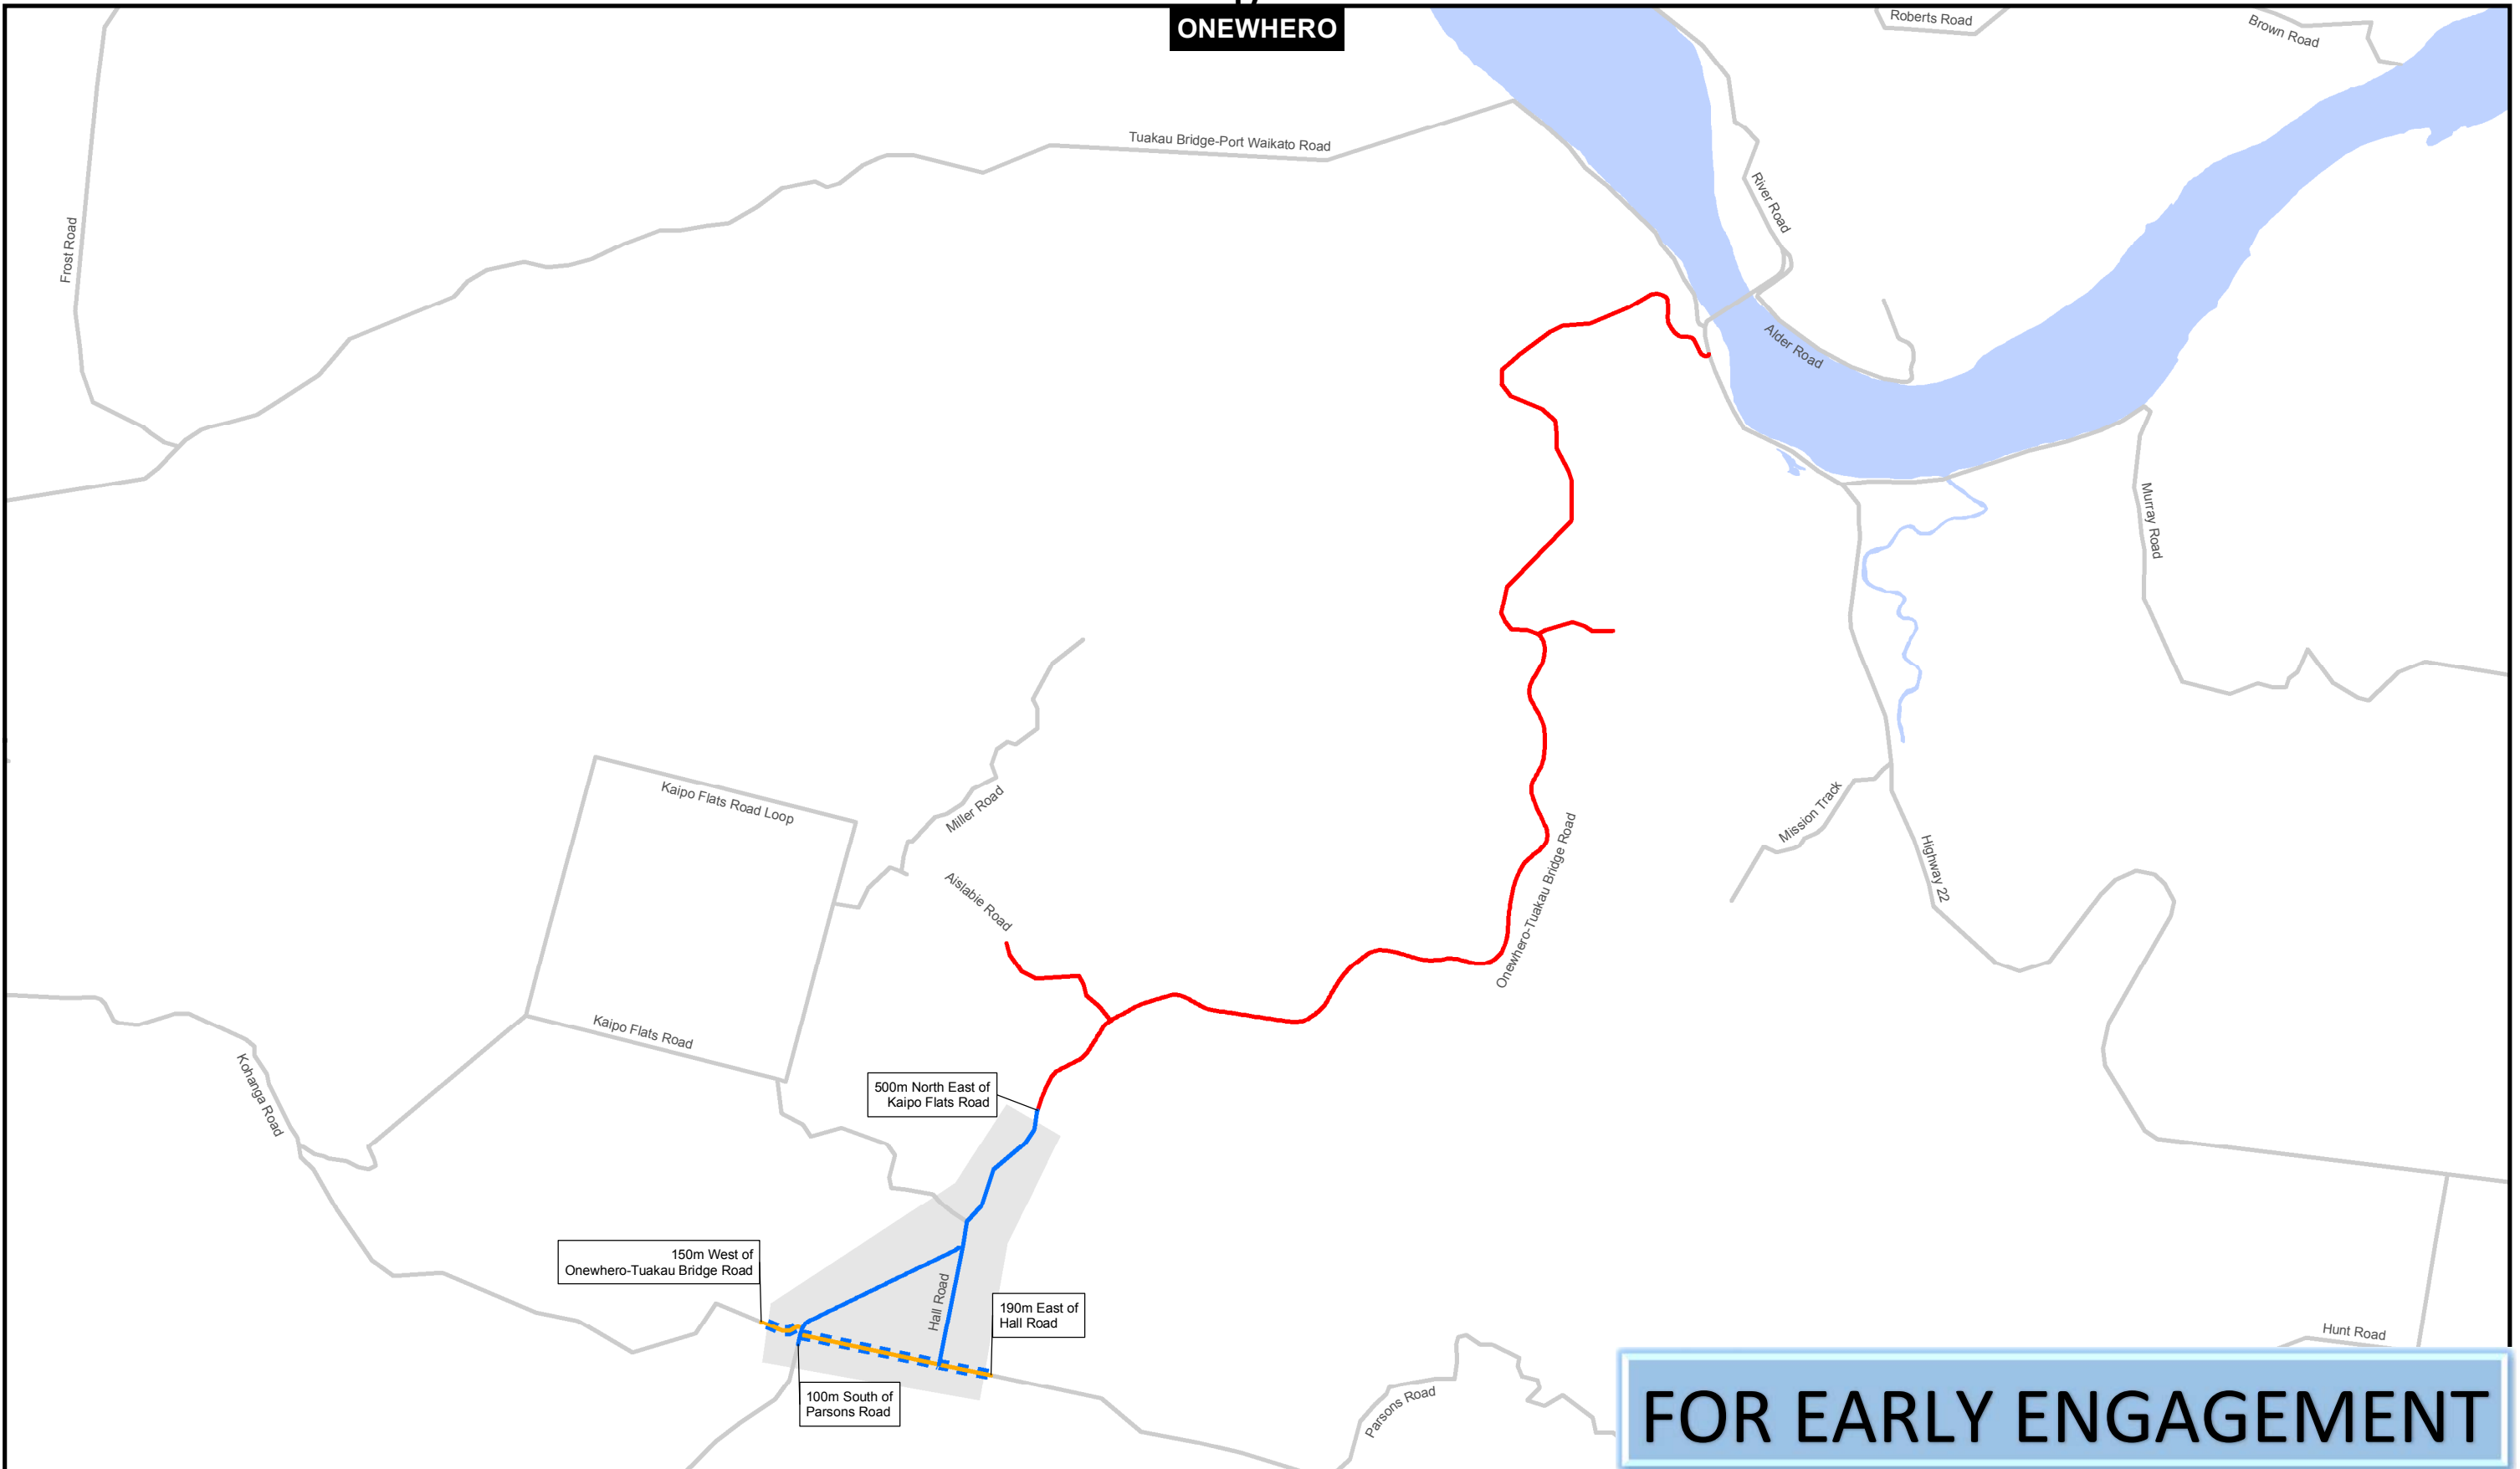 ONEWHERO
Roberts Road
Brown Road
Tuakau Bridge-Port Waikato Road
River Road
Frost Road
Alder Road
Murray Road
Kaipo Flats Road Loop
Miller Road
Mission Track
Onewhero-Tuakau Bridge Road
Highway 22
Aislabie Road
Kaipo Flats Road
Kohanga Road
500m North East of
Kaipo Flats Road
150m West of
Onewhero-Tuakau Bridge Road
Hall Road
190m East of
Hall Road
Hunt Road
100m South of
Parsons Road
Parsons Road
FOR EARLY ENGAGEMENT